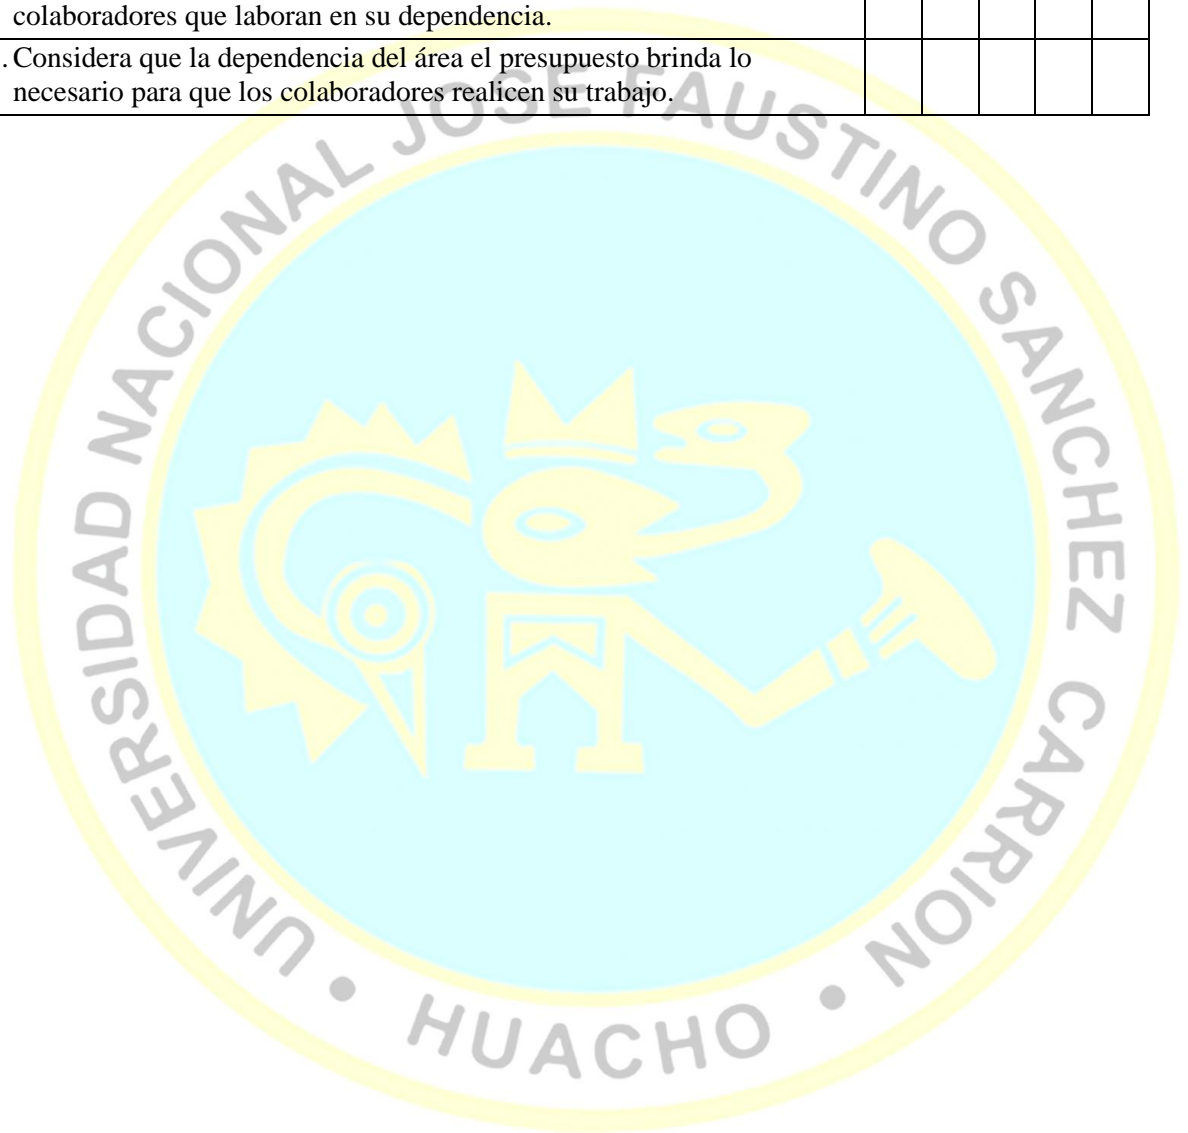 colaboradores que laboran en su dependencia.
. Considera que la dependencia del área el presupuesto brinda lo
necesario para que los colaboradores realicen su trabajo.
UNIVERSIDAD NACIONAL JOSE FAUSTINO SANCHEZ CARRION • HUACHO •